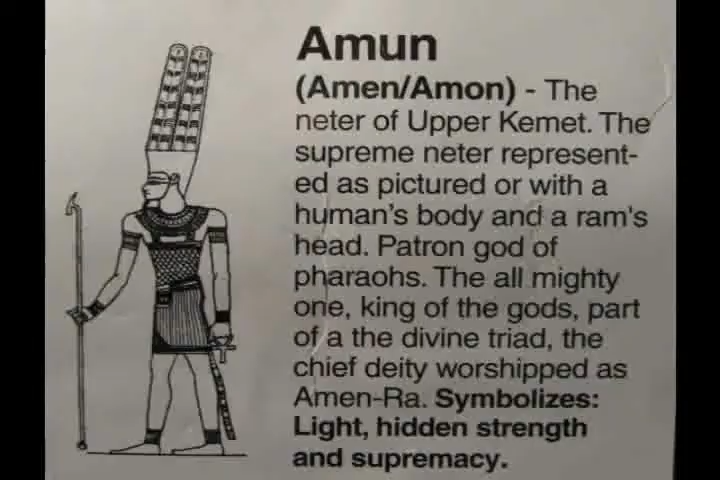 Amun
(Amen/Amon) - The
neter of Upper Kemet. The
supreme neter represent-
ed as pictured or with a
human's body and a ram's
head. Patron god of
pharaohs. The all mighty
one, king of the gods, part
of a the divine triad, the
chief deity worshipped as
Amen-Ra. Symbolizes:
Light, hidden strength
and supremacy.